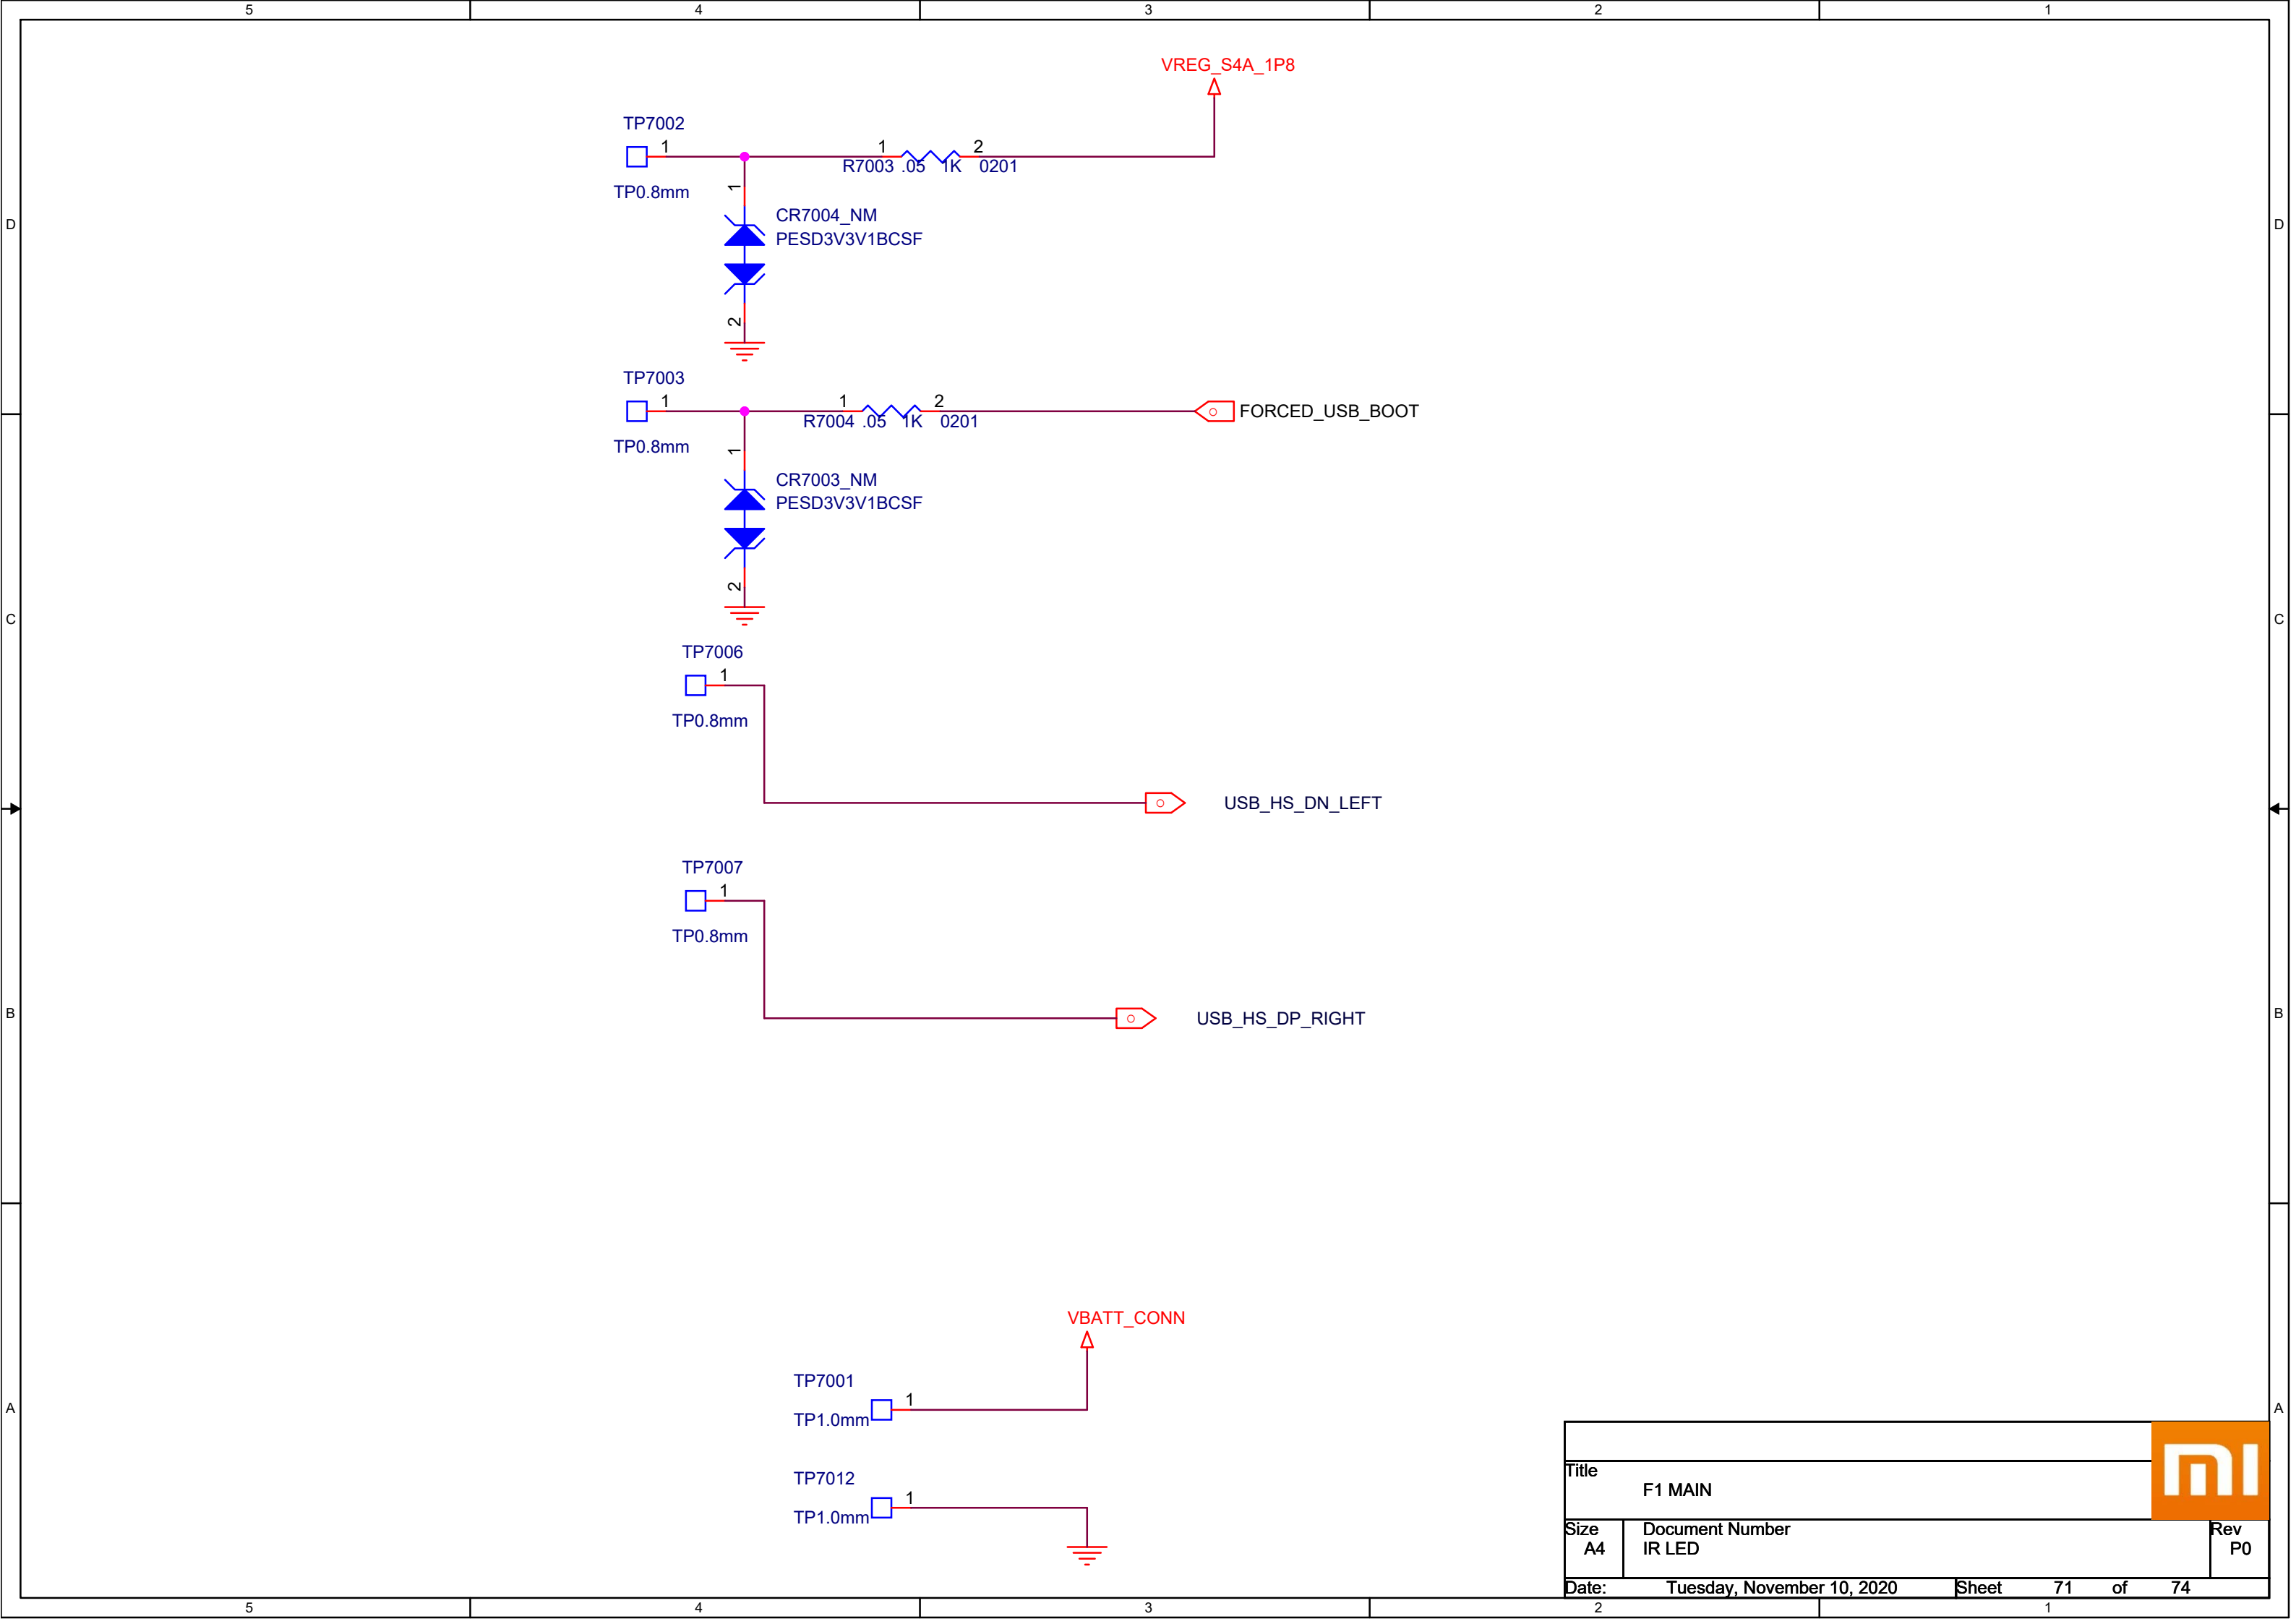 5 4 3 2 1
VREG_S4A_1P8
TP7002
1 1 2
R7003 .05 1K 0201
TP0.8mm
1
CR7004_NM
D D
PESD3V3V1BCSF
2
TP7003
1 1 2
FORCED_USB_BOOT
R7004 .05 1K 0201
TP0.8mm
1
CR7003_NM
PESD3V3V1BCSF
2
C C
TP7006
1
TP0.8mm
USB_HS_DN_LEFT
TP7007
1
TP0.8mm
B B
USB_HS_DP_RIGHT
VBATT_CONN
TP7001
1
A A
TP1.0mm
TP7012
1
TP1.0mm
mi
Title
F1 MAIN
Size Document Number Rev
A4 IR LED P0
Date: Tuesday, November 10, 2020 Sheet 71 of 74
5 4 3 2 1